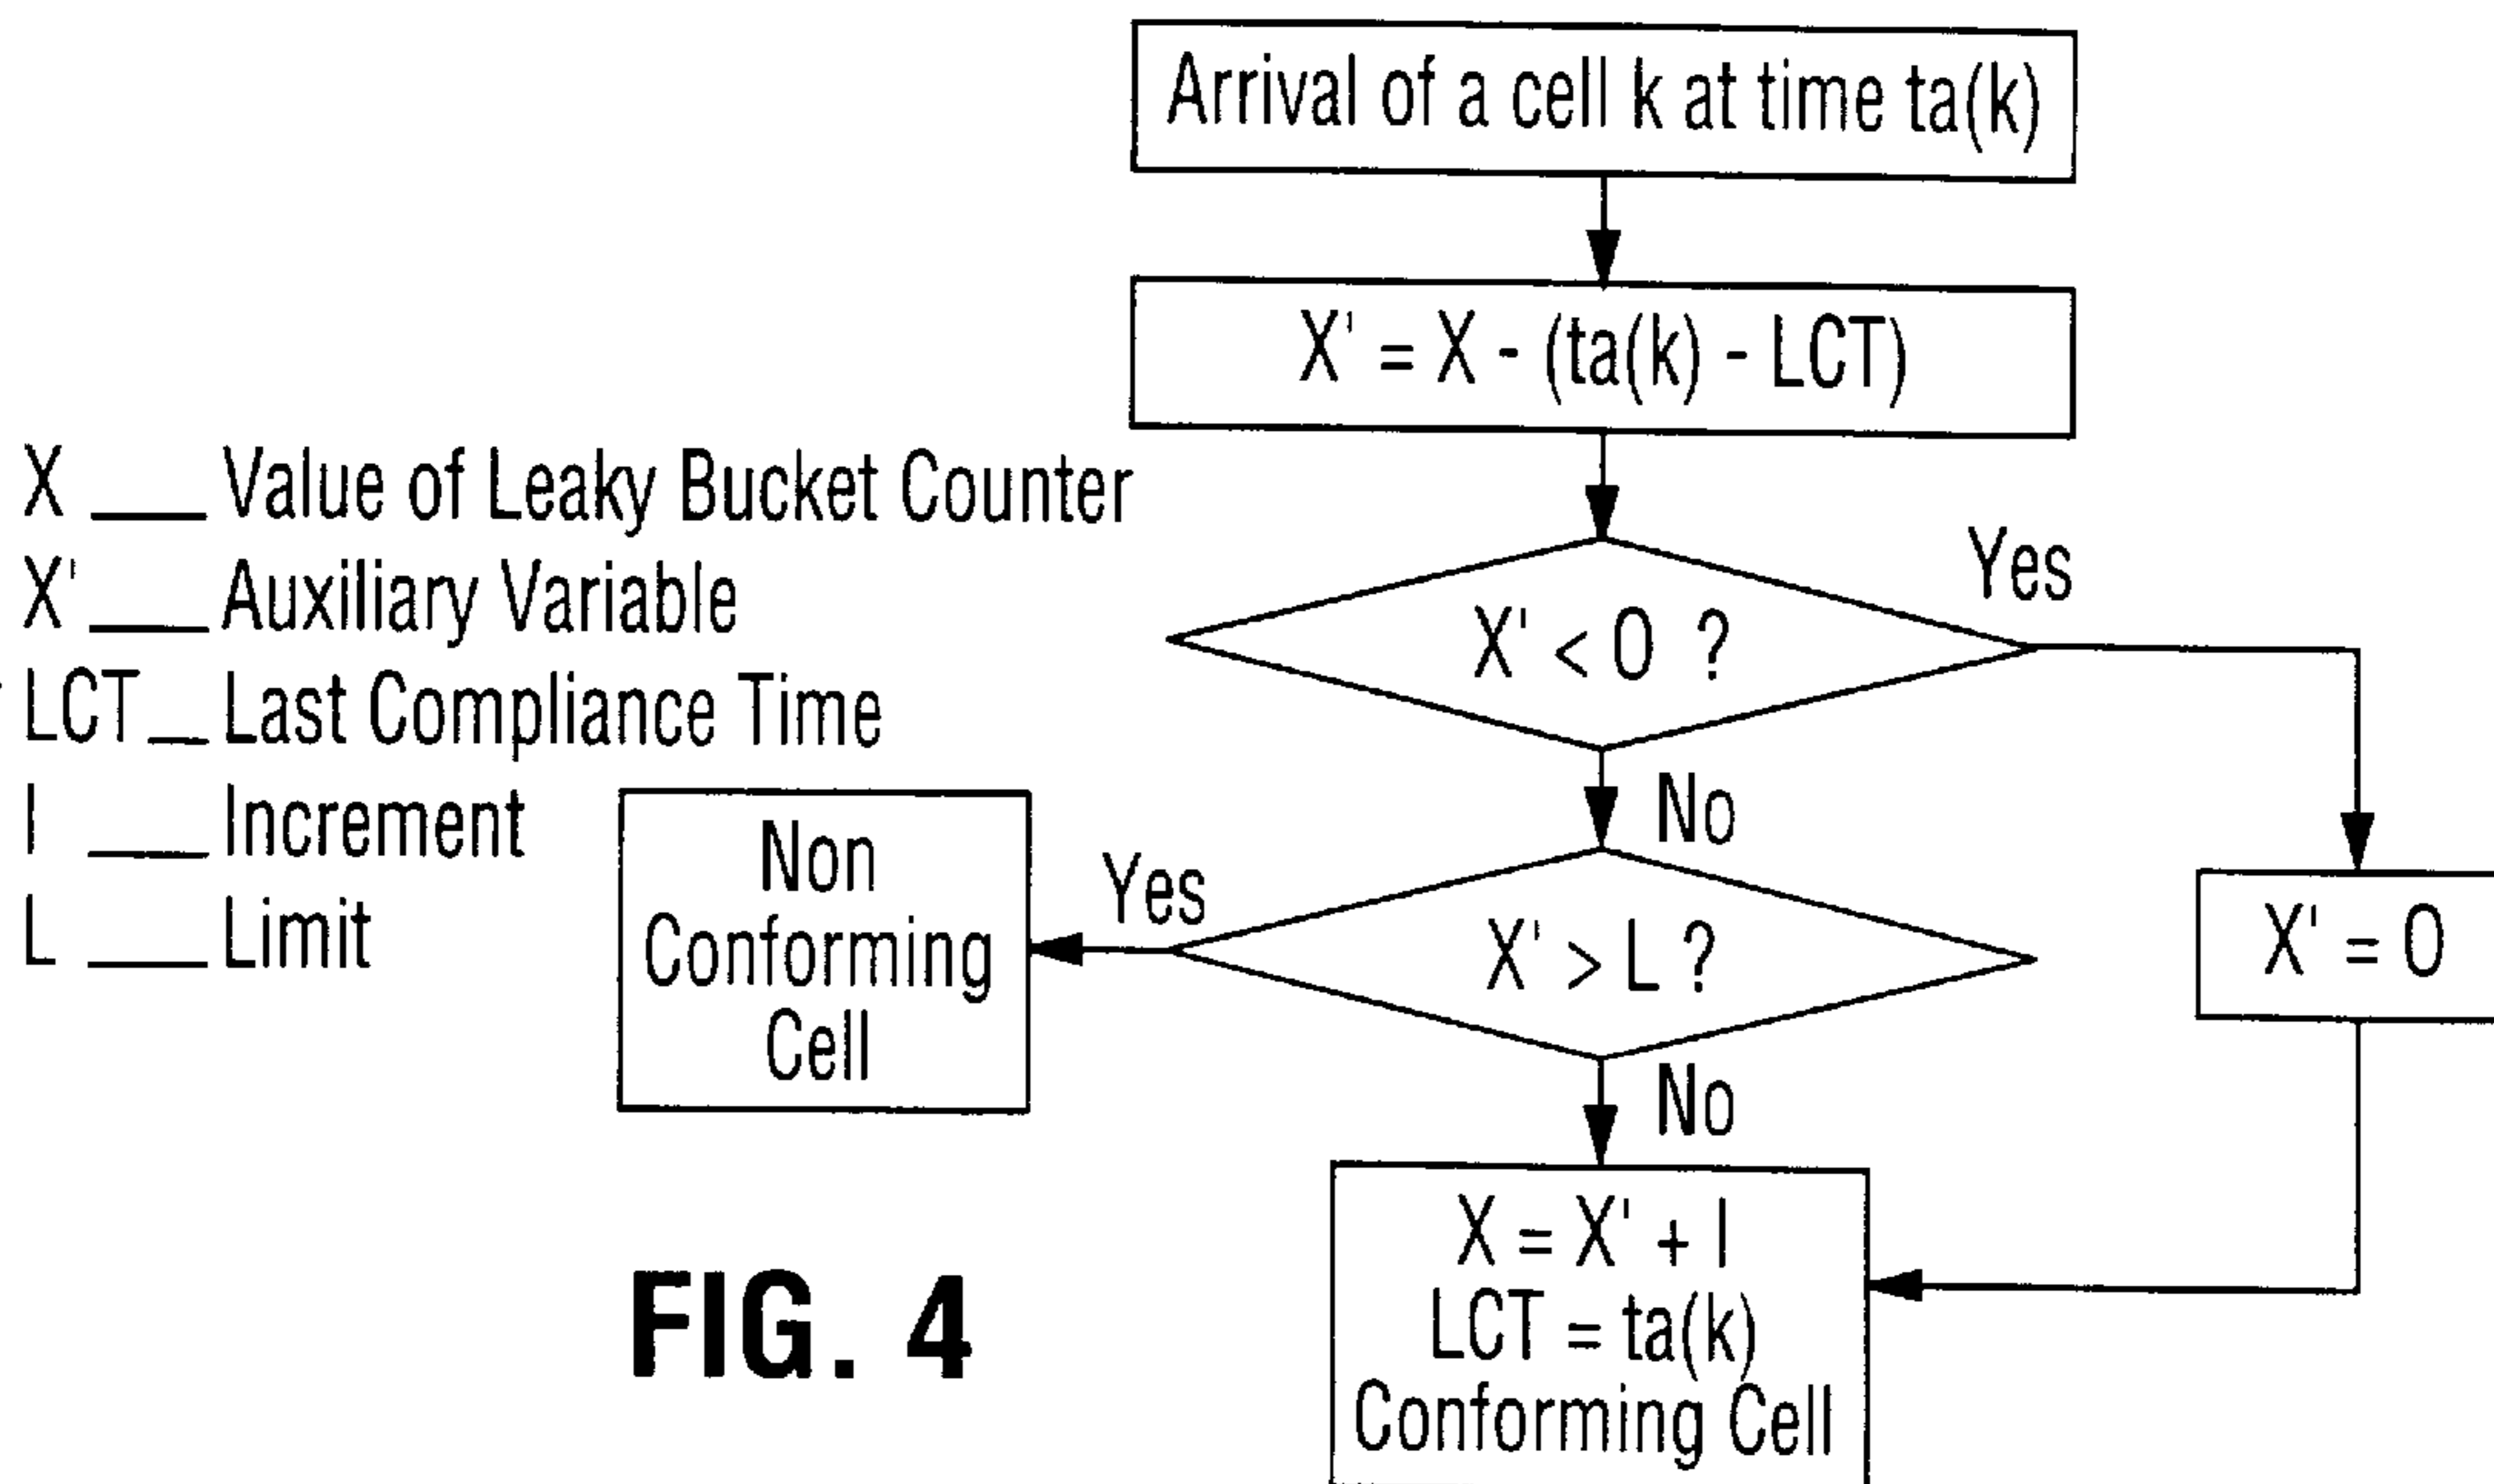 Arrival of a cell k at time ta(k)
X' = X - (ta(k) - LCT)
X ___ Value of Leaky Bucket Counter
X' ___ Auxiliary Variable
LCT _ Last Compliance Time
I ___ Increment
L ___ Limit
X' < 0 ?
Yes
No
X' = 0
X' > L ?
Yes
Non
Conforming
Cell
No
X = X' + I
LCT = ta(k)
Conforming Cell
FIG. 4